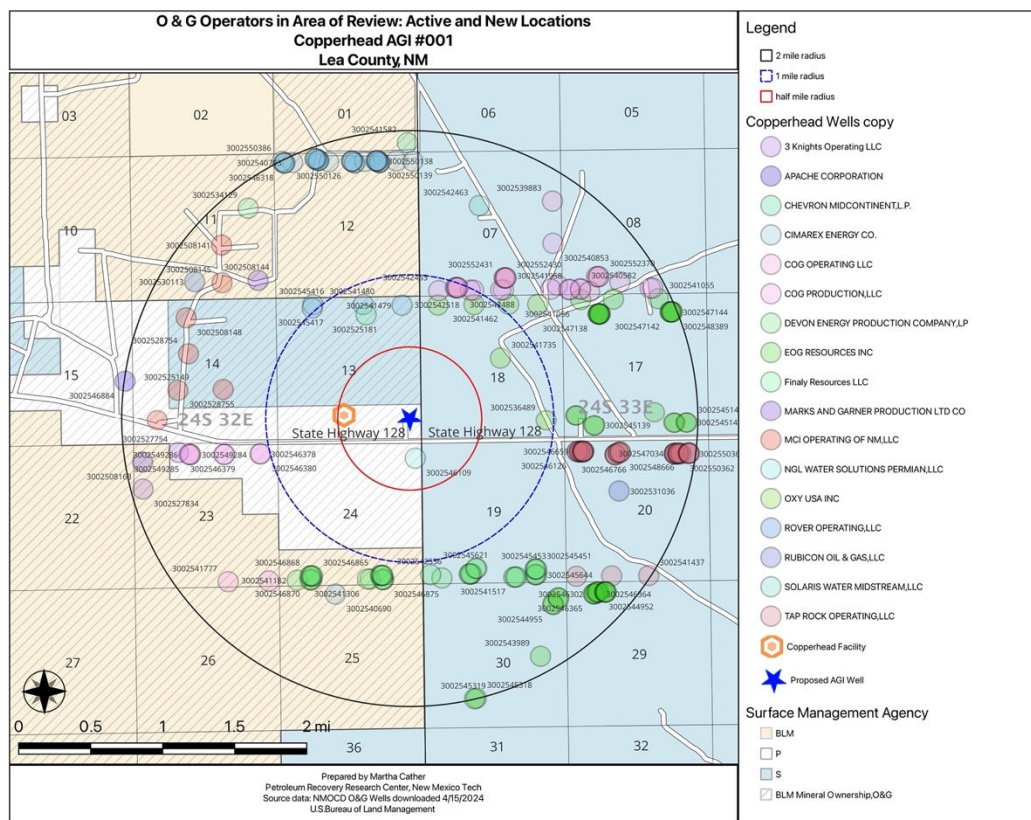 O & G Operators in Area of Review: Active and New Locations
Copperhead AGI #001
Lea County, NM
03
02
01
06
05
3002541582
3002550386
3002550138
3002546318
3002550126
3002550139
3002534129
3002542463
3002539883
11
12
07
08
10
3002508141
3002508145
3002508144
3002530113
3002552431
3002552430
3002540853
3002552370
3002540582
3002541055
3002545416
3002541480
3002541479
3002542518
3002541462
3002547138
3002547142
3002547144
3002548389
3002525181
3002508148
3002528754
3002541735
13
14
15
18
17
3002525149
3002546884
3002528755
3002536489
24S 32E
24S 33E
3002545139
State Highway 128
State Highway 128
3002527754
3002549284
3002546378
3002549285
3002546379
3002546380
3002546109
3002546126
3002546766
3002547034
3002548666
3002550362
3002527834
3002531036
22
23
24
19
20
3002546868
3002546865
3002545621
3002545453
3002545451
3002541777
3002541182
3002545644
3002541437
3002546870
3002541306
3002546875
3002541517
3002540690
3002546365
3002544952
3002544955
3002543989
27
26
25
30
29
3002545319
3002545318
0
0.5
1
1.5
2 mi
36
31
32
Prepared by Martha Cather
Petroleum Recovery Research Center, New Mexico Tech
Source data: NMOCD O&G Wells downloaded 4/15/2024
U.S.Bureau of Land Management
Legend
2 mile radius
1 mile radius
half mile radius
Copperhead Wells copy
3 Knights Operating LLC
APACHE CORPORATION
CHEVRON MIDCONTINENT,L.P.
CIMAREX ENERGY CO.
COG OPERATING LLC
COG PRODUCTION,LLC
DEVON ENERGY PRODUCTION COMPANY,LP
EOG RESOURCES INC
Finaly Resources LLC
MARKS AND GARNER PRODUCTION LTD CO
MCI OPERATING OF NM,LLC
NGL WATER SOLUTIONS PERMIAN,LLC
OXY USA INC
ROVER OPERATING,LLC
RUBICON OIL & GAS,LLC
SOLARIS WATER MIDSTREAM,LLC
TAP ROCK OPERATING,LLC
Copperhead Facility
Proposed AGI Well
Surface Management Agency
BLM
P
S
BLM Mineral Ownership,O&G